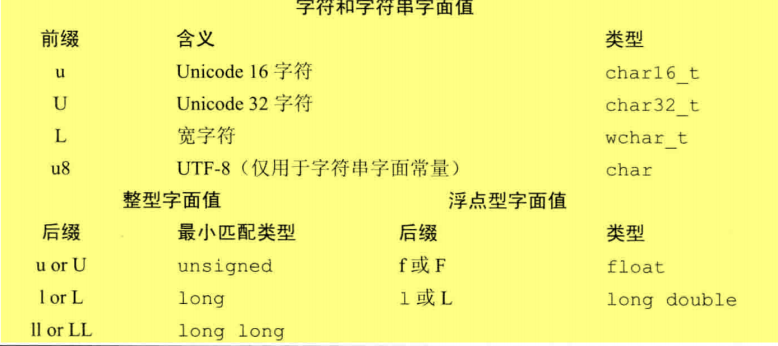 字符和字符串字面值
前缀 含义 类型
u Unicode 16 字符 char16_t
U Unicode 32 字符 char32_t
L 宽字符 wchar_t
u8 UTF-8（仅用于字符串字面常量） char
整型字面值 浮点型字面值
后缀 最小匹配类型 后缀 类型
u or U unsigned f 或 F float
l or L long l 或 L long double
ll or LL long long